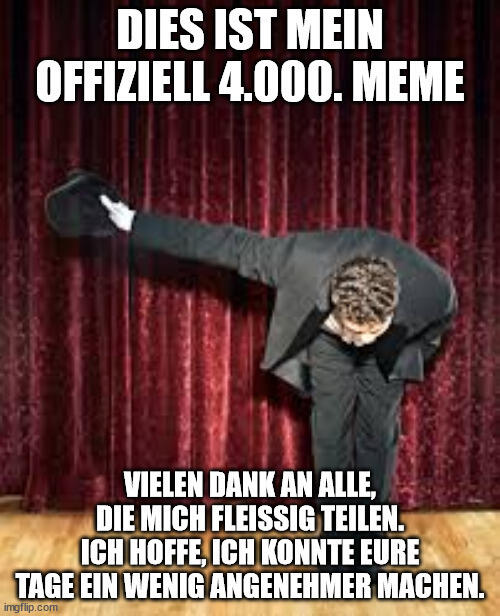 DIES IST MEIN
OFFIZIELL 4.000. MEME
VIELEN DANK AN ALLE,
DIE MICH FLEISSIG TEILEN.
ICH HOFFE, ICH KONNTE EURE
TAGE EIN WENIG ANGENEHMER MACHEN.
imgflip.com